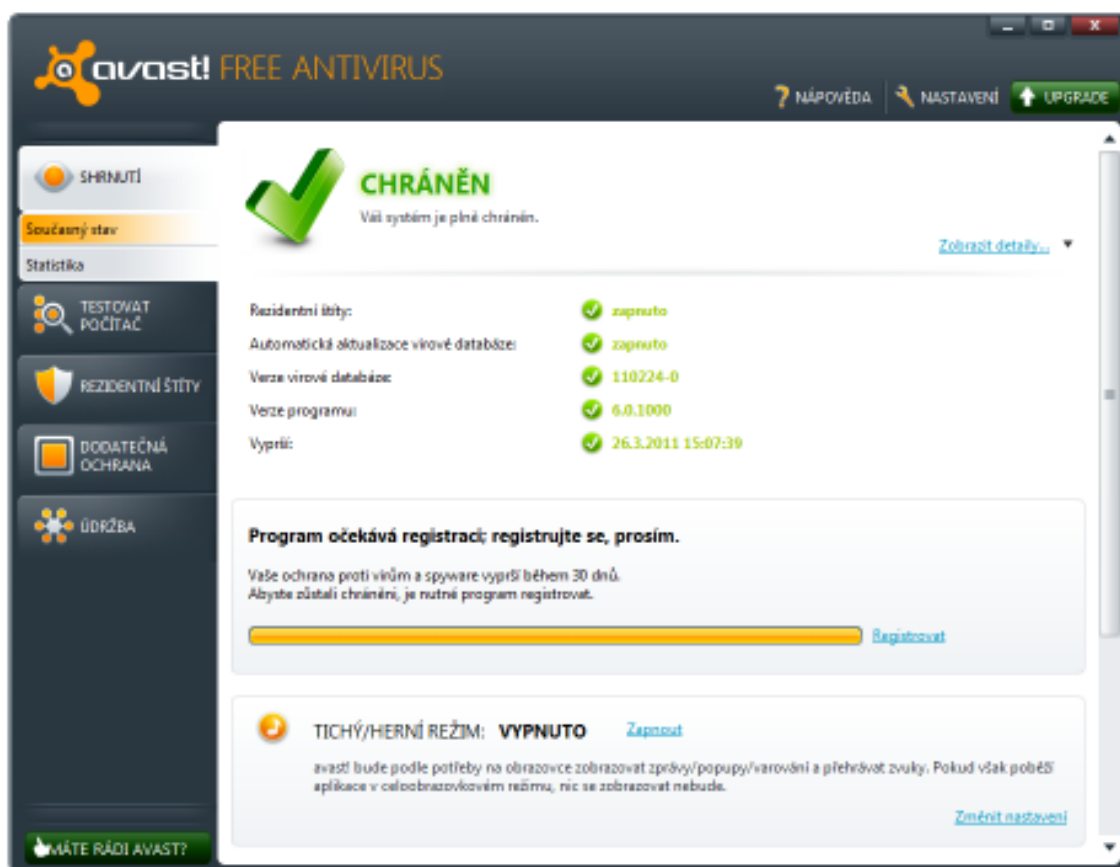 avast! FREE ANTIVIRUS
? NÁPOVĚDA NASTAVENÍ UPGRADE
SHRNUTÍ
Současný stav
Statistika
TESTOVAT
POČÍTAČ
REZIDENTNÍ ŠTÍTY
DODATEČNÁ
OCHRANA
ÚDRŽBA
MÁTE RÁDI AVAST?
CHRÁNĚN
Váš systém je plně chráněn.
Zobrazit detaily...
Rezidentní štíty: zapnuto
Automatická aktualizace virové databáze: zapnuto
Verze virové databáze: 110224-0
Verze programu: 6.0.1000
Vyprší: 26.3.2011 15:07:39
Program očekává registraci; registrujte se, prosím.
Vaše ochrana proti virům a spyware vyprší během 30 dnů.
Abyste zůstali chráněni, je nutné program registrovat.
Registrovat
TICHÝ/HERNÍ REŽIM: VYPNUTO Zapnout
avast! bude podle potřeby na obrazovce zobrazovat zprávy/popupy/varování a přehrávat zvuky. Pokud však poběží
aplikace v celoobrazovkovém režimu, nic se zobrazovat nebude.
Změnit nastavení